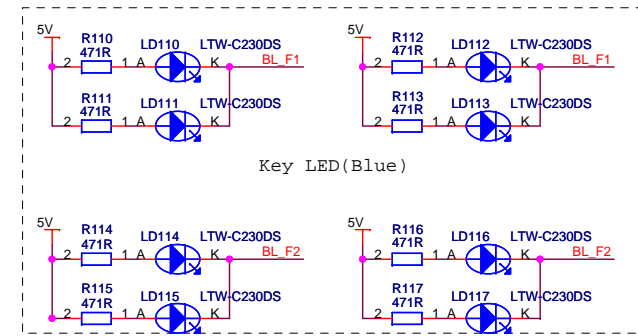 5V R110 471R 2 1 A LD110 K LTW-C230DS BL_F1
R111 471R 2 1 A LD111 K LTW-C230DS
5V R112 471R 2 1 A LD112 K LTW-C230DS BL_F1
R113 471R 2 1 A LD113 K LTW-C230DS
Key LED(Blue)
5V R114 471R 2 1 A LD114 K LTW-C230DS BL_F2
R115 471R 2 1 A LD115 K LTW-C230DS
5V R116 471R 2 1 A LD116 K LTW-C230DS BL_F2
R117 471R 2 1 A LD117 K LTW-C230DS